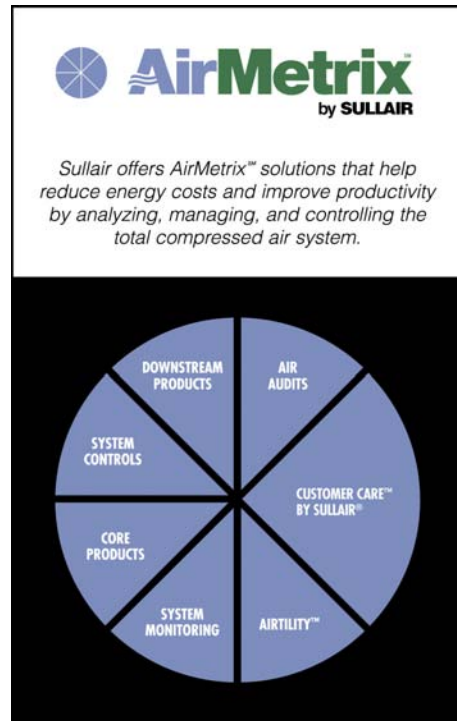 AirMetrix℠
by SULLAIR
Sullair offers AirMetrix℠ solutions that help
reduce energy costs and improve productivity
by analyzing, managing, and controlling the
total compressed air system.
DOWNSTREAM
PRODUCTS
AIR
AUDITS
SYSTEM
CONTROLS
CUSTOMER CARE™
BY SULLAIR®
CORE
PRODUCTS
SYSTEM
MONITORING
AIRTILITY™